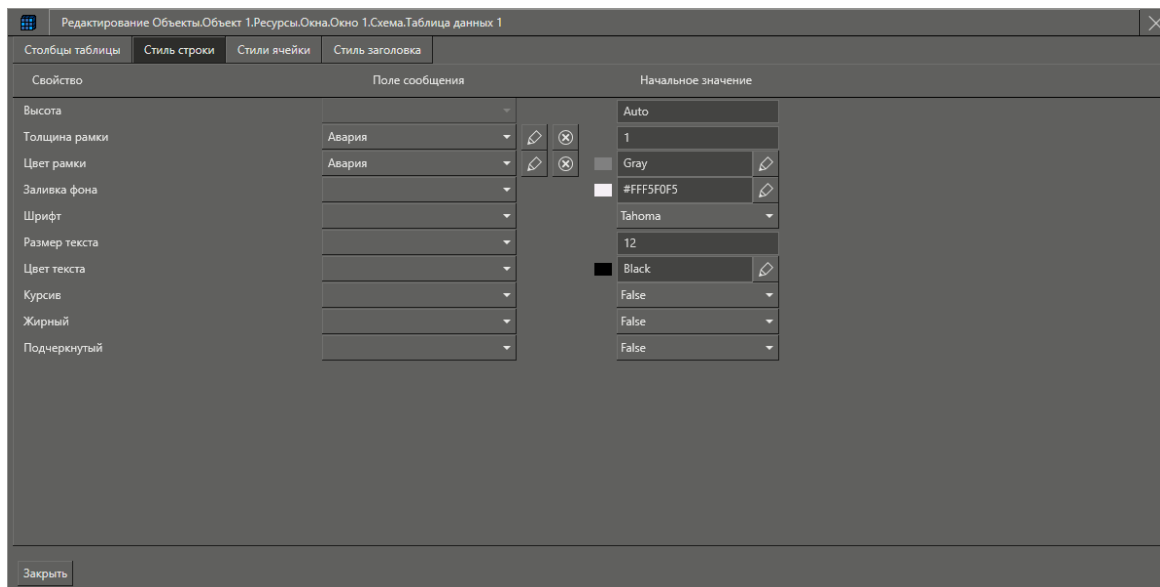 Редактирование Объекты.Объект 1.Ресурсы.Окна.Окно 1.Схема.Таблица данных 1
Столбцы таблицы Стиль строки Стили ячейки Стиль заголовка
Свойство Поле сообщения Начальное значение
Высота Auto
Толщина рамки Авария 1
Цвет рамки Авария Gray
Заливка фона #FFF5F0F5
Шрифт Tahoma
Размер текста 12
Цвет текста Black
Курсив False
Жирный False
Подчеркнутый False
Закрыть